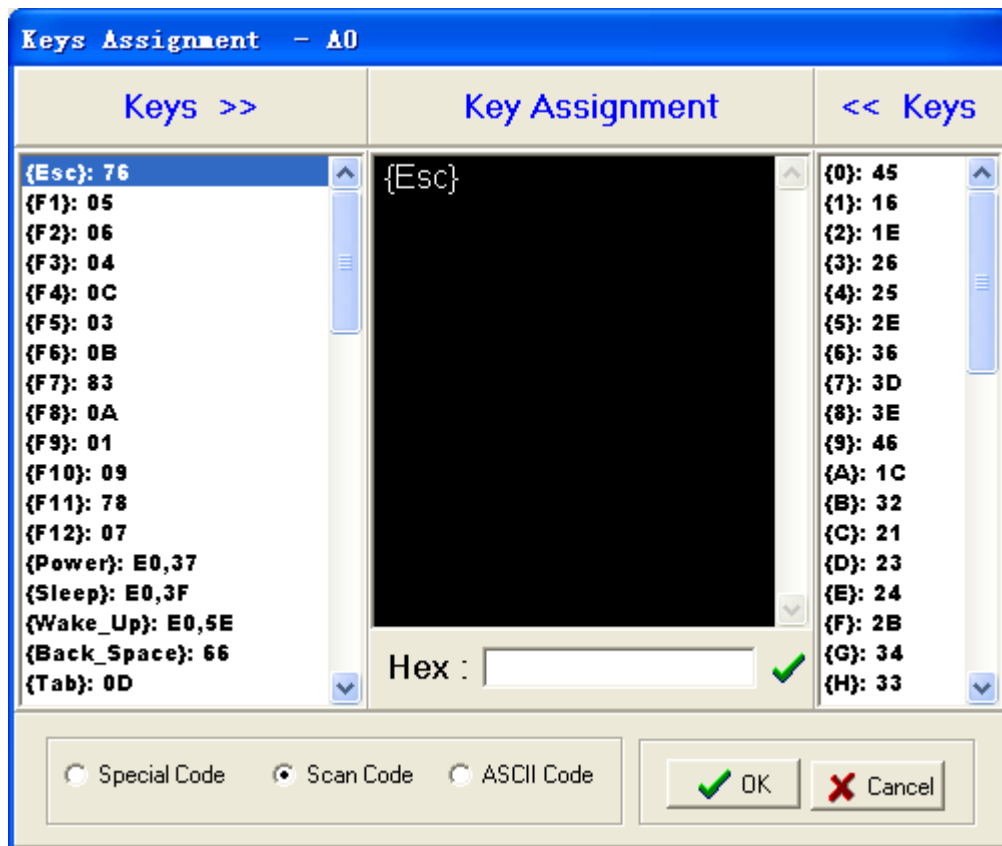 Keys Assignment - A0
Keys >>
Key Assignment
<< Keys
{Esc}: 76
{F1}: 05
{F2}: 06
{F3}: 04
{F4}: 0C
{F5}: 03
{F6}: 0B
{F7}: 83
{F8}: 0A
{F9}: 01
{F10}: 09
{F11}: 78
{F12}: 07
{Power}: E0,37
{Sleep}: E0,3F
{Wake_Up}: E0,5E
{Back_Space}: 66
{Tab}: 0D
{Esc}
Hex :
{0}: 45
{1}: 16
{2}: 1E
{3}: 26
{4}: 25
{5}: 2E
{6}: 36
{7}: 3D
{8}: 3E
{9}: 46
{A}: 1C
{B}: 32
{C}: 21
{D}: 23
{E}: 24
{F}: 2B
{G}: 34
{H}: 33
Special Code
Scan Code
ASCII Code
OK
Cancel